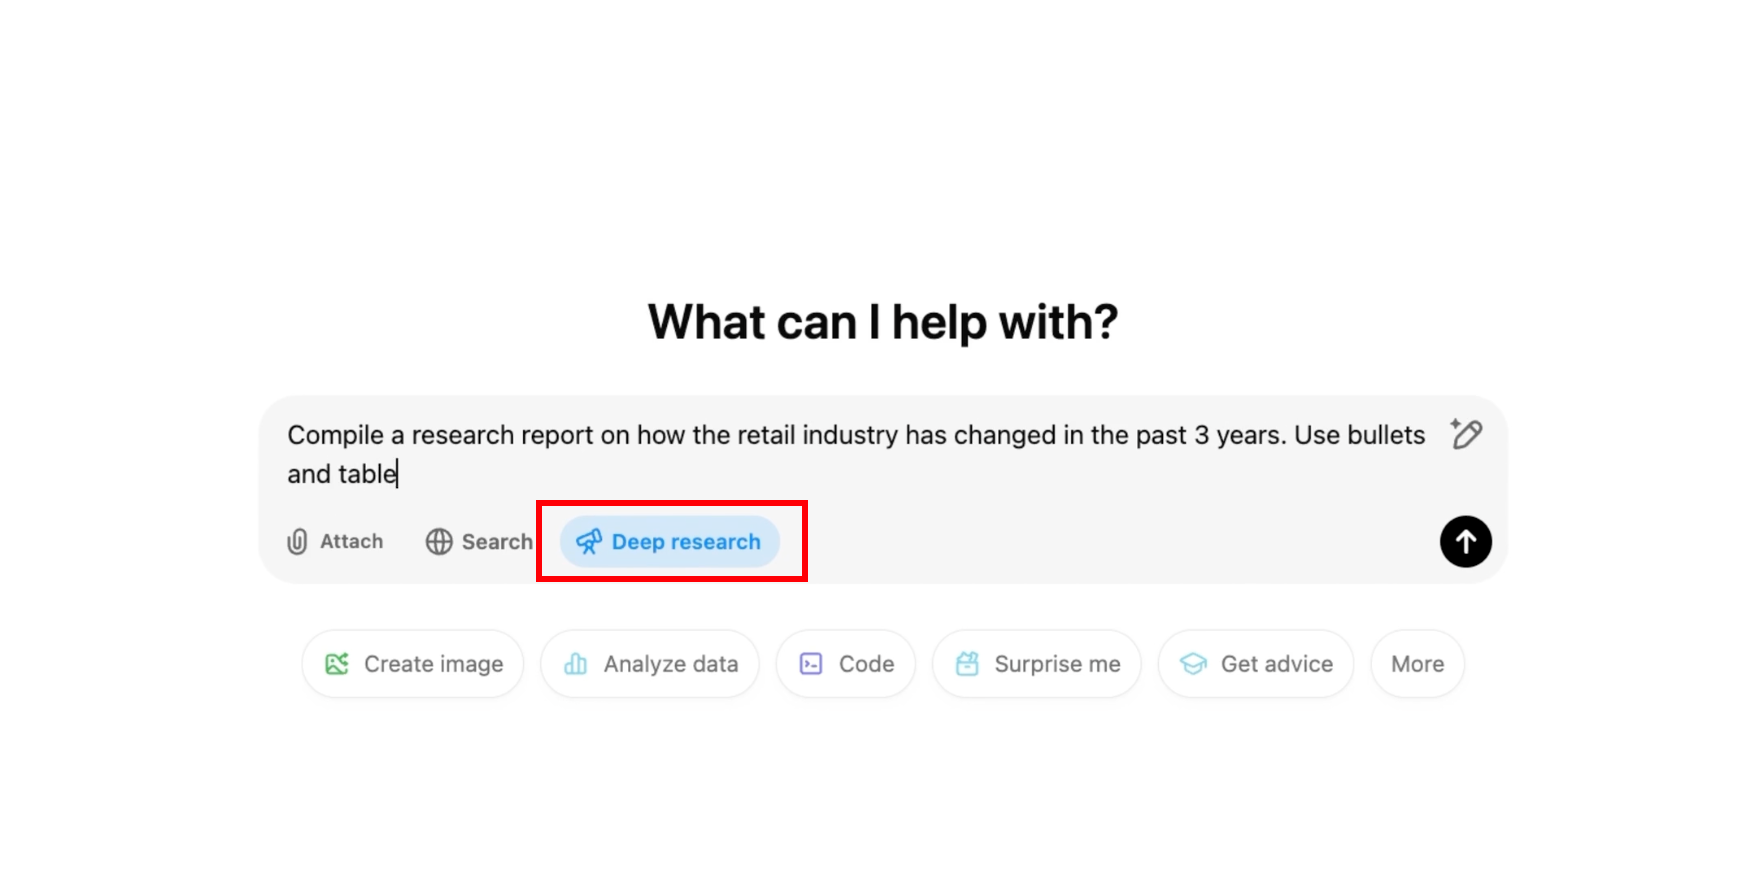 What can I help with?
Compile a research report on how the retail industry has changed in the past 3 years. Use bullets
and table
Attach Search Deep research
Create image Analyze data Code Surprise me Get advice More